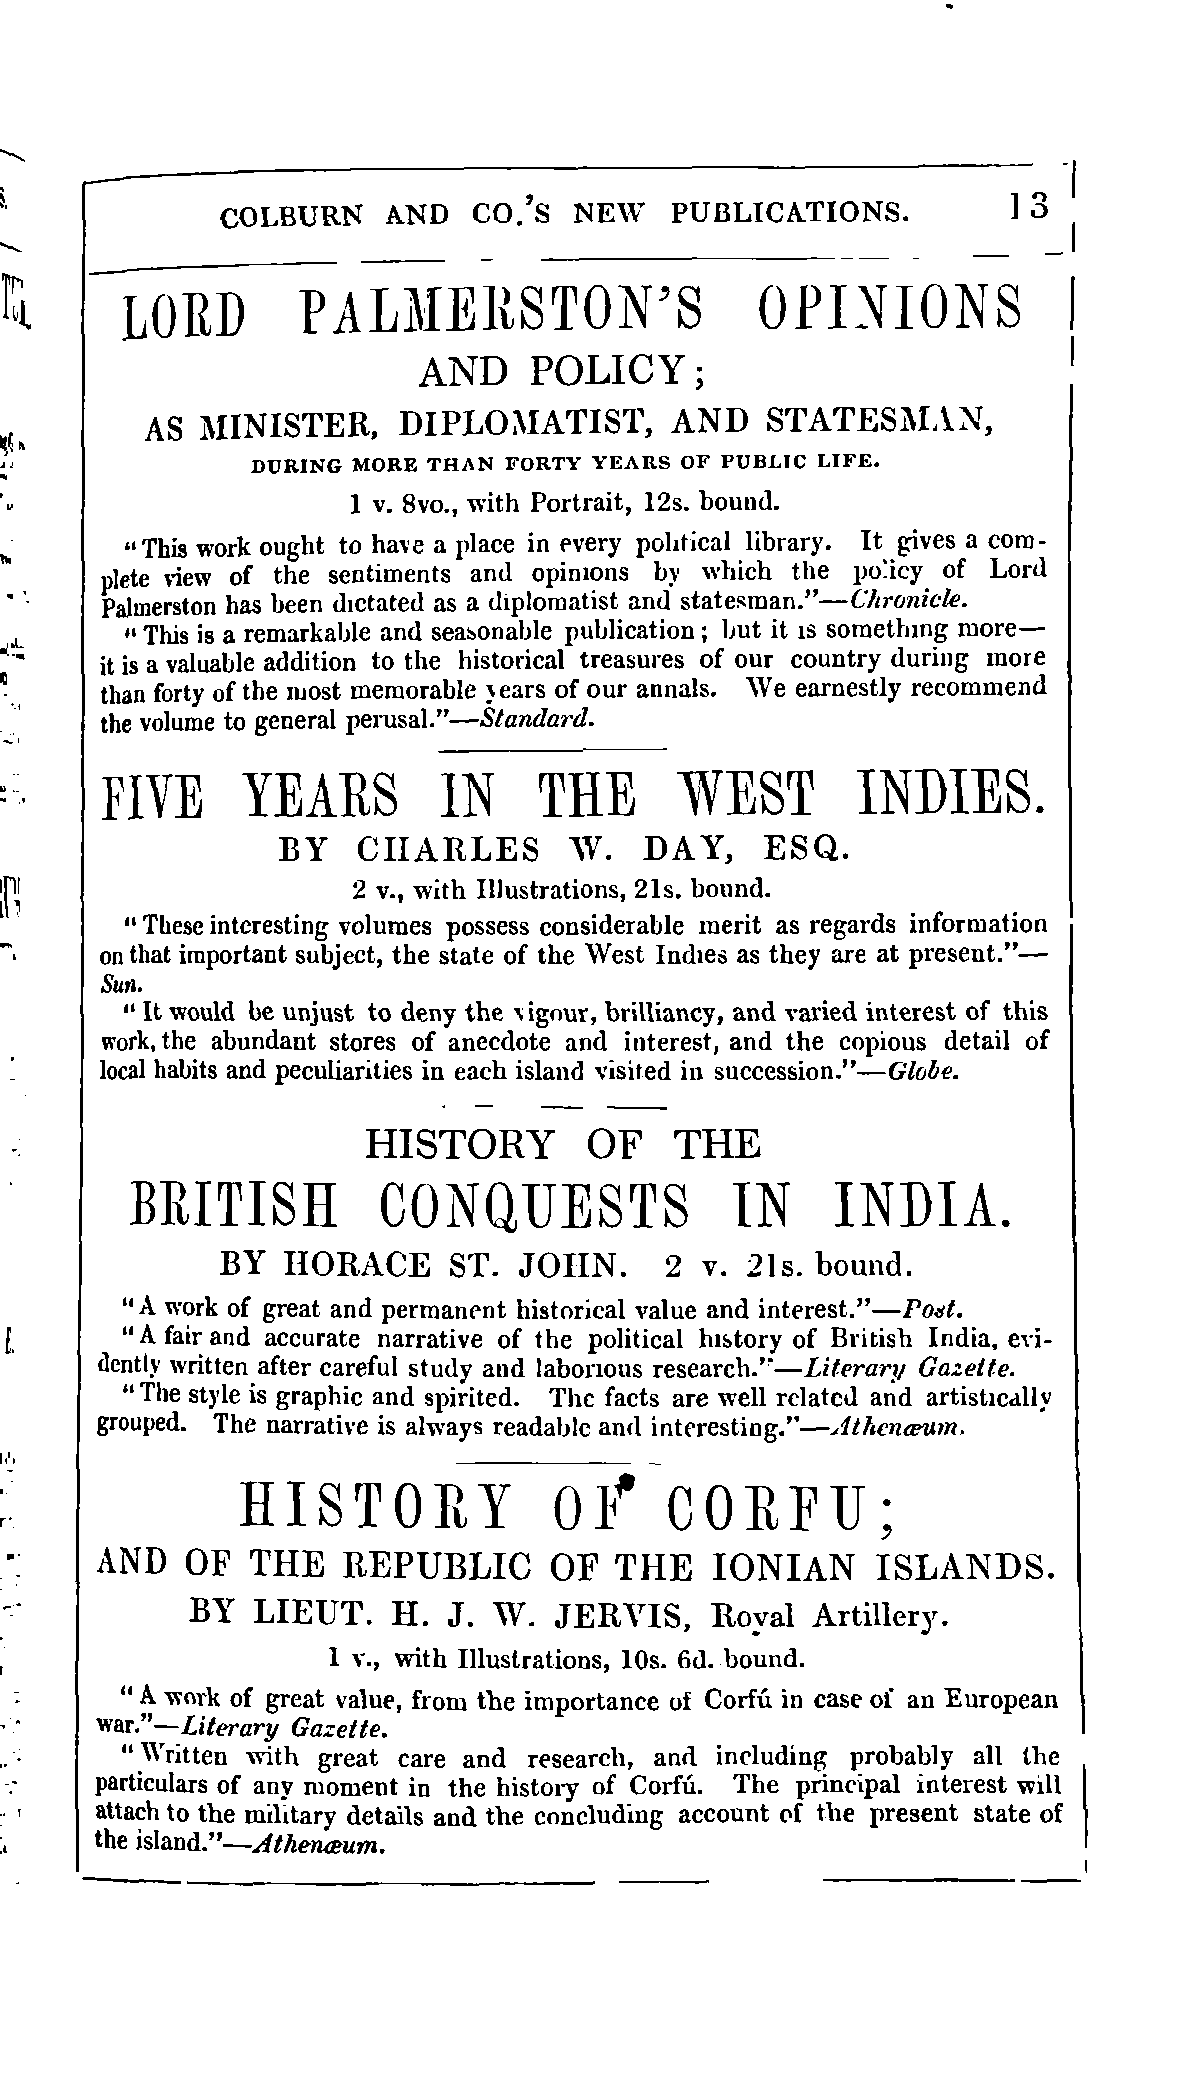 COLBURN AND CO.'S NEW PUBLICATIONS. 13
LORD PALMERSTON'S OPINIONS
AND POLICY;
AS MINISTER, DIPLOMATIST, AND STATESMAN,
DURING MORE THAN FORTY YEARS OF PUBLIC LIFE.
1 v. 8vo., with Portrait, 12s. bound.
"This work ought to have a place in every political library. It gives a com-
plete view of the sentiments and opinions by which the policy of Lord
Palmerston has been dictated as a diplomatist and statesman."—Chronicle.
"This is a remarkable and seasonable publication; but it is something more—
it is a valuable addition to the historical treasures of our country during more
than forty of the most memorable years of our annals. We earnestly recommend
the volume to general perusal."—Standard.
FIVE YEARS IN THE WEST INDIES.
BY CHARLES W. DAY, ESQ.
2 v., with Illustrations, 21s. bound.
"These interesting volumes possess considerable merit as regards information
on that important subject, the state of the West Indies as they are at present."—
Sun.
"It would be unjust to deny the vigour, brilliancy, and varied interest of this
work, the abundant stores of anecdote and interest, and the copious detail of
local habits and peculiarities in each island visited in succession."—Globe.
HISTORY OF THE
BRITISH CONQUESTS IN INDIA.
BY HORACE ST. JOHN. 2 v. 21s. bound.
"A work of great and permanent historical value and interest."—Post.
"A fair and accurate narrative of the political history of British India, evi-
dently written after careful study and laborious research."—Literary Gazette.
"The style is graphic and spirited. The facts are well related and artistically
grouped. The narrative is always readable and interesting."—Athenæum.
HISTORY OF CORFU;
AND OF THE REPUBLIC OF THE IONIAN ISLANDS.
BY LIEUT. H. J. W. JERVIS, Royal Artillery.
1 v., with Illustrations, 10s. 6d. bound.
"A work of great value, from the importance of Corfú in case of an European
war."—Literary Gazette.
"Written with great care and research, and including probably all the
particulars of any moment in the history of Corfú. The principal interest will
attach to the military details and the concluding account of the present state of
the island."—Athenæum.